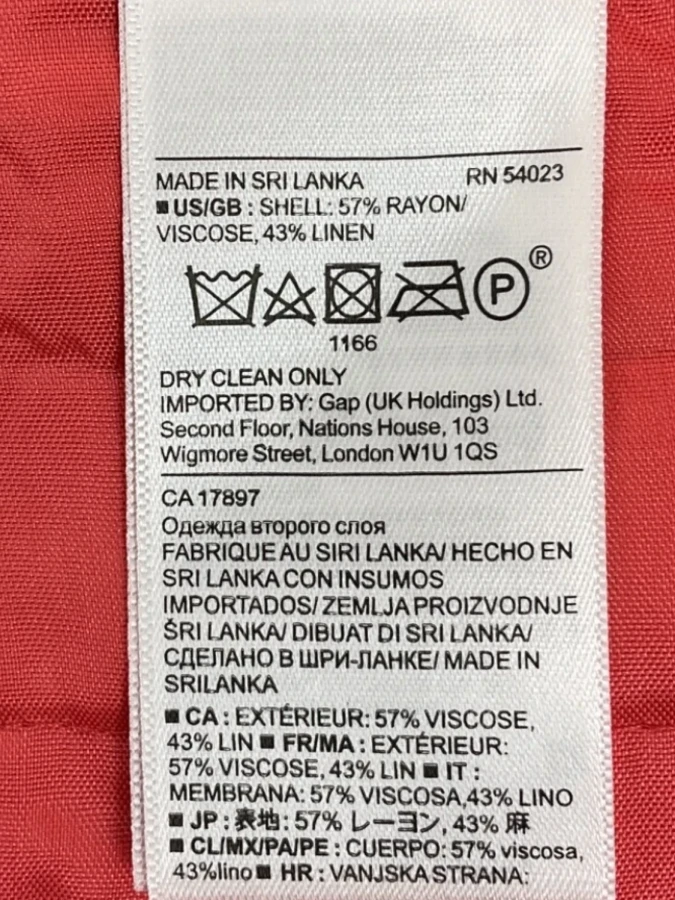 MADE IN SRI LANKA RN 54023
■ US/GB : SHELL: 57% RAYON/
VISCOSE, 43% LINEN
P ®
1166
DRY CLEAN ONLY
IMPORTED BY: Gap (UK Holdings) Ltd.
Second Floor, Nations House, 103
Wigmore Street, London W1U 1QS
CA 17897
Одежда второго слоя
FABRIQUE AU SIRI LANKA/ HECHO EN
SRI LANKA CON INSUMOS
IMPORTADOS/ ZEMLJA PROIZVODNJE
ŠRI LANKA/ DIBUAT DI SRI LANKA/
СДЕЛАНО В ШРИ-ЛАНКЕ/ MADE IN
SRILANKA
■ CA : EXTÉRIEUR: 57% VISCOSE,
43% LIN ■ FR/MA : EXTÉRIEUR:
57% VISCOSE, 43% LIN ■ IT :
MEMBRANA: 57% VISCOSA,43% LINO
■ JP : 表地: 57% レーヨン, 43% 麻
■ CL/MX/PA/PE : CUERPO: 57% viscosa,
43%lino ■ HR : VANJSKA STRANA: